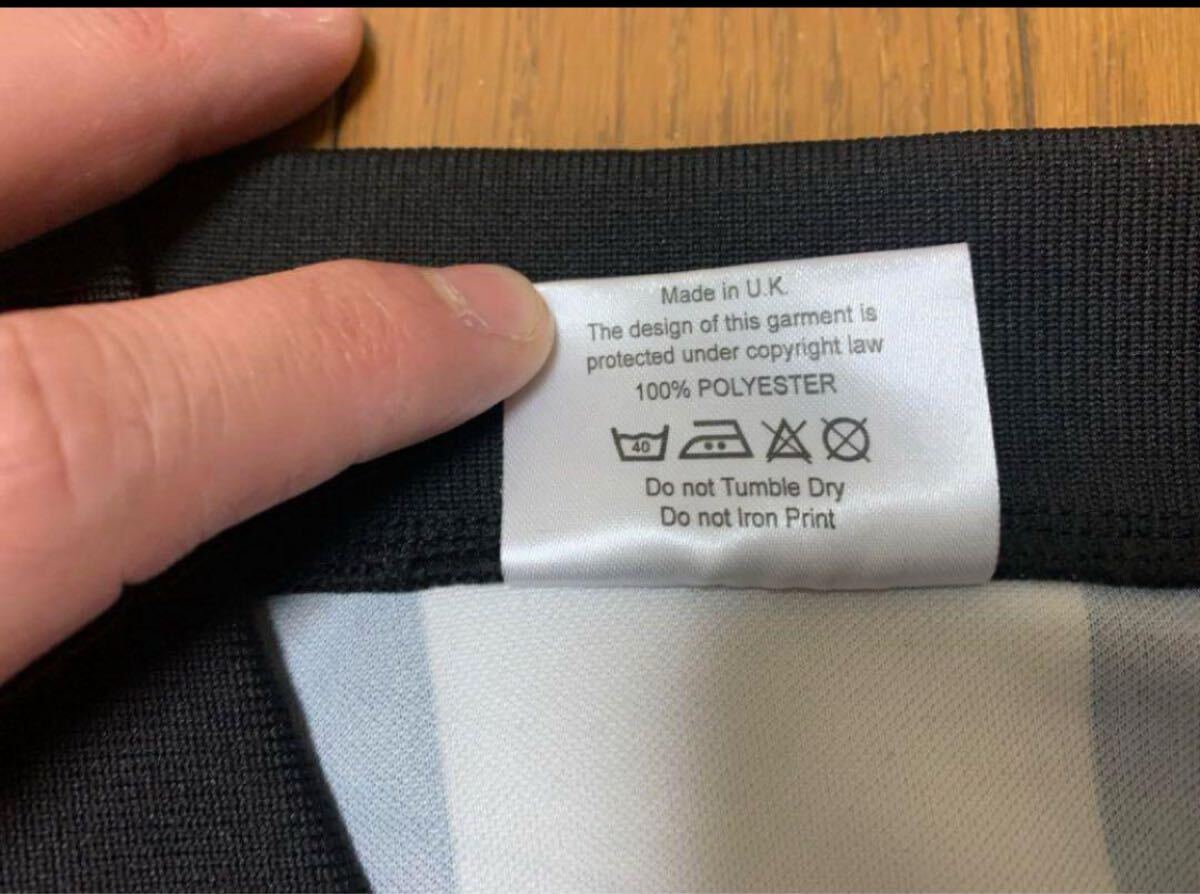 Made in U.K.
The design of this garment is
protected under copyright law
100% POLYESTER
40
Do not Tumble Dry
Do not Iron Print